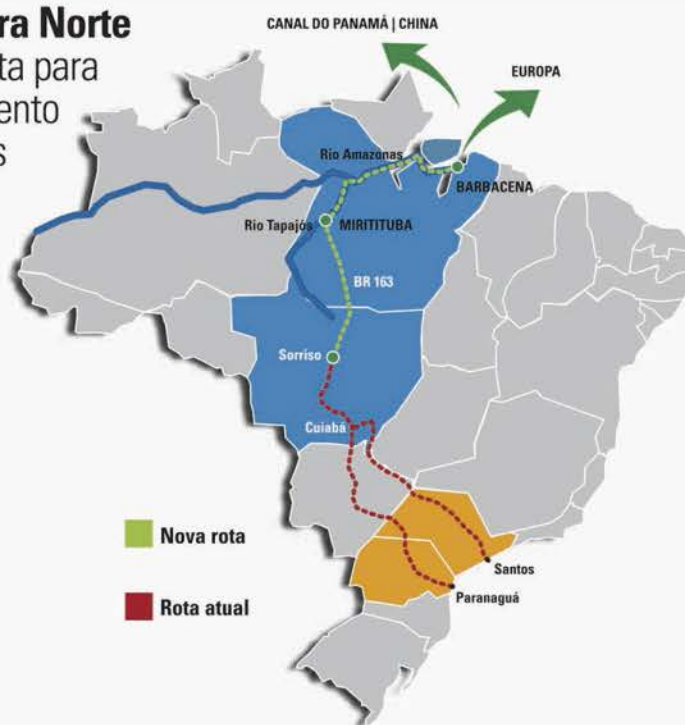 ra Norte
ta para
ento
s
CANAL DO PANAMÁ | CHINA
EUROPA
Rio Amazonas
BARBACENA
Rio Tapajós
MIRITITUBA
BR 163
Sorriso
Cuiabá
Nova rota
Santos
Paranaguá
Rota atual